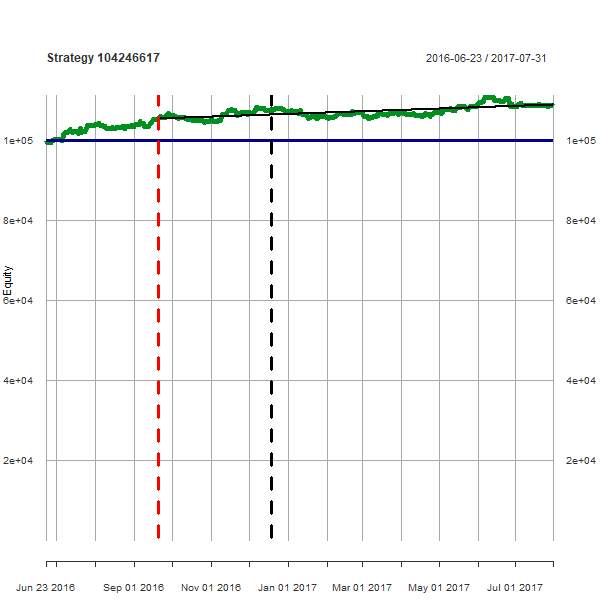 Strategy 104246617
2016-06-23 / 2017-07-31
1e+05
1e+05
8e+04
8e+04
Equity
6e+04
6e+04
4e+04
4e+04
2e+04
2e+04
Jun 23 2016
Sep 01 2016
Nov 01 2016
Jan 01 2017
Mar 01 2017
May 01 2017
Jul 01 2017